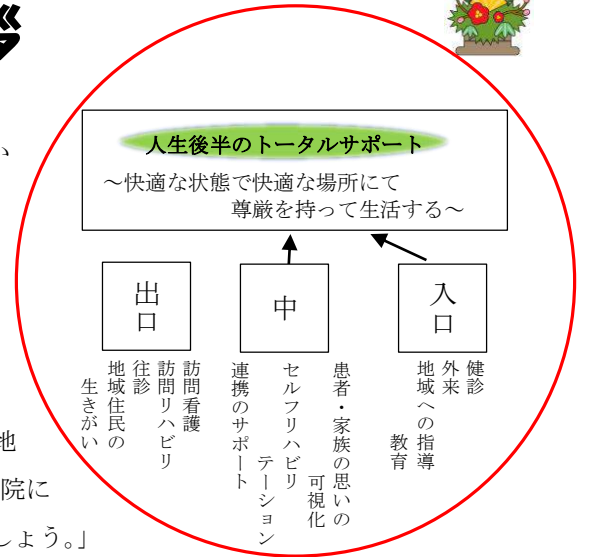 人生後半のトータルサポート
～快適な状態で快適な場所にて
尊厳を持って生活する～
入口
健診
外来
地域への指導
教育
中
患者・家族の思いの
可視化
セルフリハビリ
テーション
連携のサポート
出口
訪問看護
訪問リハビリ
往診
地域住民の
生きがい
地
院に
しょう。」